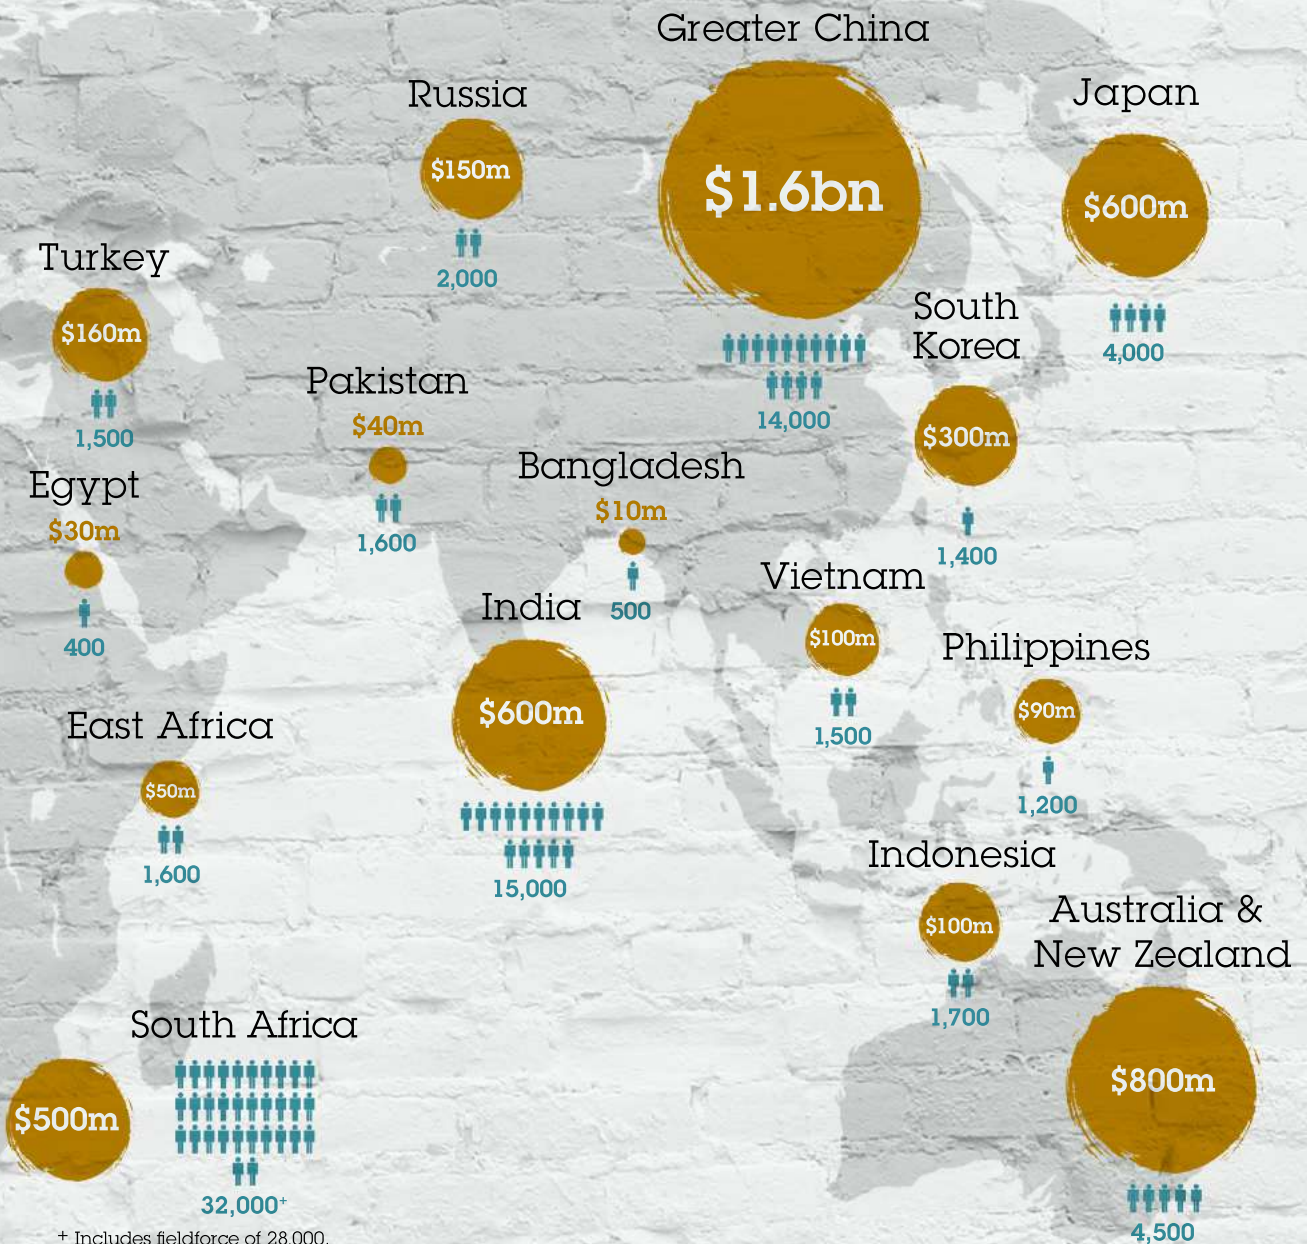 Greater China
$1.6bn
14,000
Russia
$150m
2,000
Japan
$600m
4,000
Turkey
$160m
1,500
South
Korea
$300m
1,400
Pakistan
$40m
1,600
Bangladesh
$10m
500
Egypt
$30m
400
Vietnam
$100m
1,500
India
$600m
15,000
Philippines
$90m
1,200
East Africa
$50m
1,600
Indonesia
$100m
1,700
Australia &
New Zealand
$800m
4,500
South Africa
$500m
32,000+
+ Includes fieldforce of 28,000.